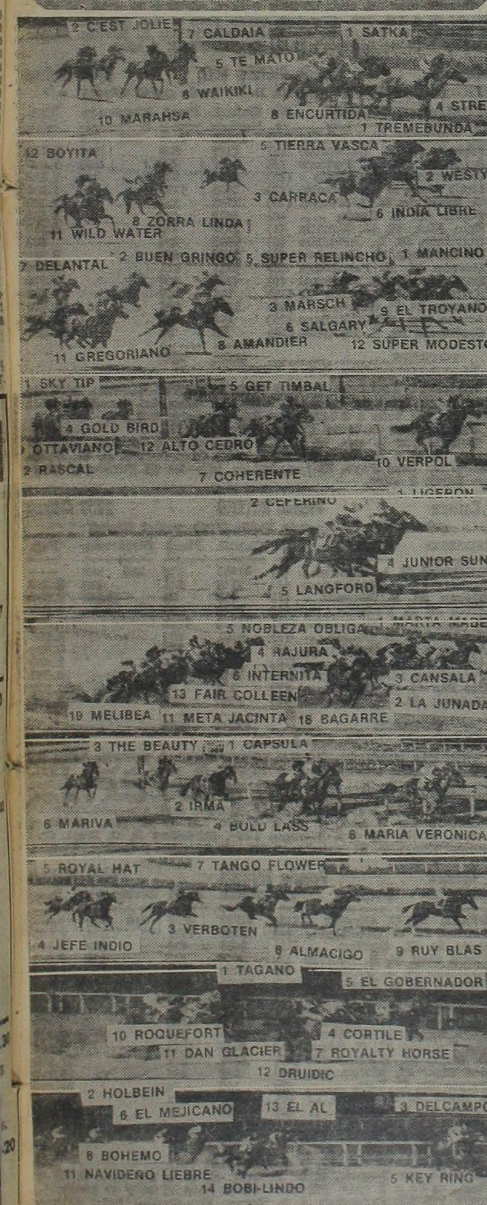 2 C'EST JOLIE
7 CALDAIA
1 SATKA
5 TE MATO
6 WAIKIKI
4 STRE
10 MARAHSA
8 ENCURTIDA
1 TREMEBUNDA
12 BOYITA
5 TIERRA VASCA
2 WESTY
3 CARRACA
6 INDIA LIBRE
8 ZORRA LINDA
11 WILD WATER
7 DELANTAL
2 BUEN GRINGO
5 SUPER RELINCHO
1 MANCINO
3 MARSCH
9 EL TROYANO
6 SALGARY
11 GREGORIANO
8 AMANDIER
12 SUPER MODESTO
1 SKY TIP
5 GET TIMBAL
4 GOLD BIRD
OTTAVIANO
12 ALTO CEDRO
2 RASCAL
7 COHERENTE
10 VERPOL
1 LIGERON
2 CEFERINO
4 JUNIOR SUN
5 LANGFORD
5 NOBLEZA OBLIGA
1 MARTA MADE
4 RAJURA
6 INTERNITA
3 CANSALA
13 FAIR COLLEEN
2 LA JUNADA
19 MELIBEA
11 META JACINTA
18 BAGARRE
3 THE BEAUTY
1 CAPSULA
2 IRMA
6 MARIVA
4 BOLD LASS
8 MARIA VERONICA
5 ROYAL HAT
7 TANGO FLOWER
3 VERBOTEN
4 JEFE INDIO
8 ALMACIGO
9 RUY BLAS
1 TAGANO
5 EL GOBERNADOR
10 ROQUEFORT
4 CORTILE
11 DAN GLACIER
7 ROYALTY HORSE
12 DRUIDIC
2 HOLBEIN
6 EL MEJICANO
13 EL AL
3 DELCAMPO
8 BOHEMO
11 NAVIDEÑO LIEBRE
5 KEY RING
14 BOBI-LINDO